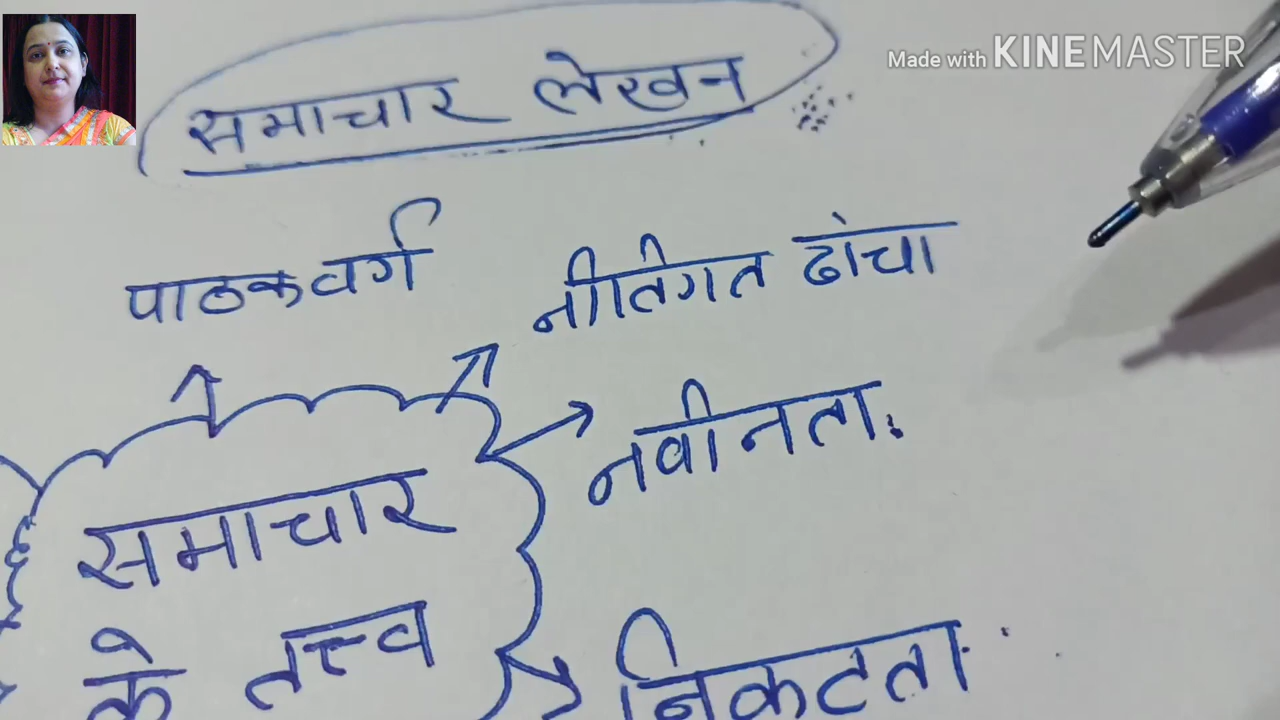 Made with KINEMASTER
समाचार लेखन
पाठकवर्ग
नीतिगत ढांचा
नवीनता
समाचार
के तत्त्व
निकटता